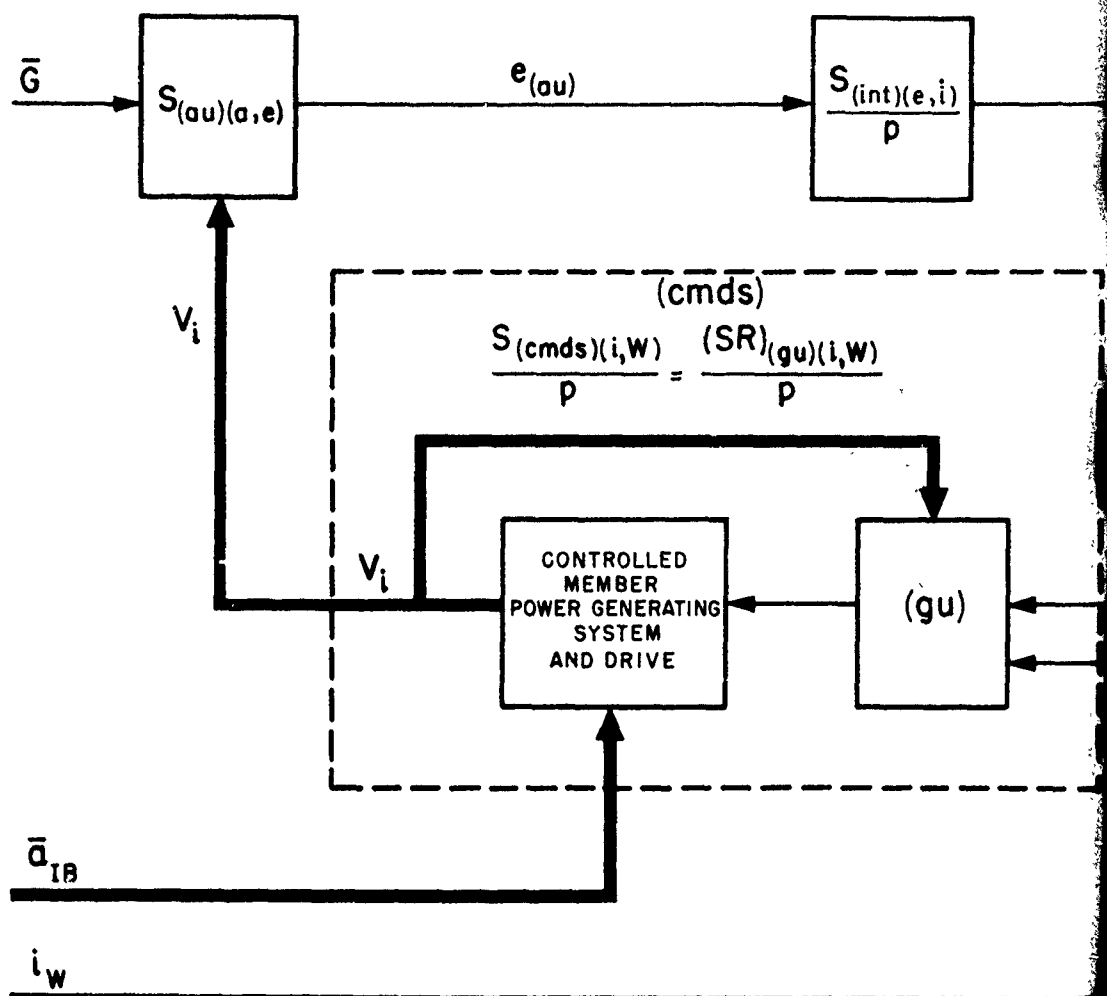 G̅
S(au)(a,e)
e(au)
S(int)(e,i)
p
(cmds)
S(cmds)(i,W) = (SR)(gu)(i,W)
p p
Vi
Vi
CONTROLLED
MEMBER
POWER GENERATING
SYSTEM
AND DRIVE
(gu)
a̅IB
iW